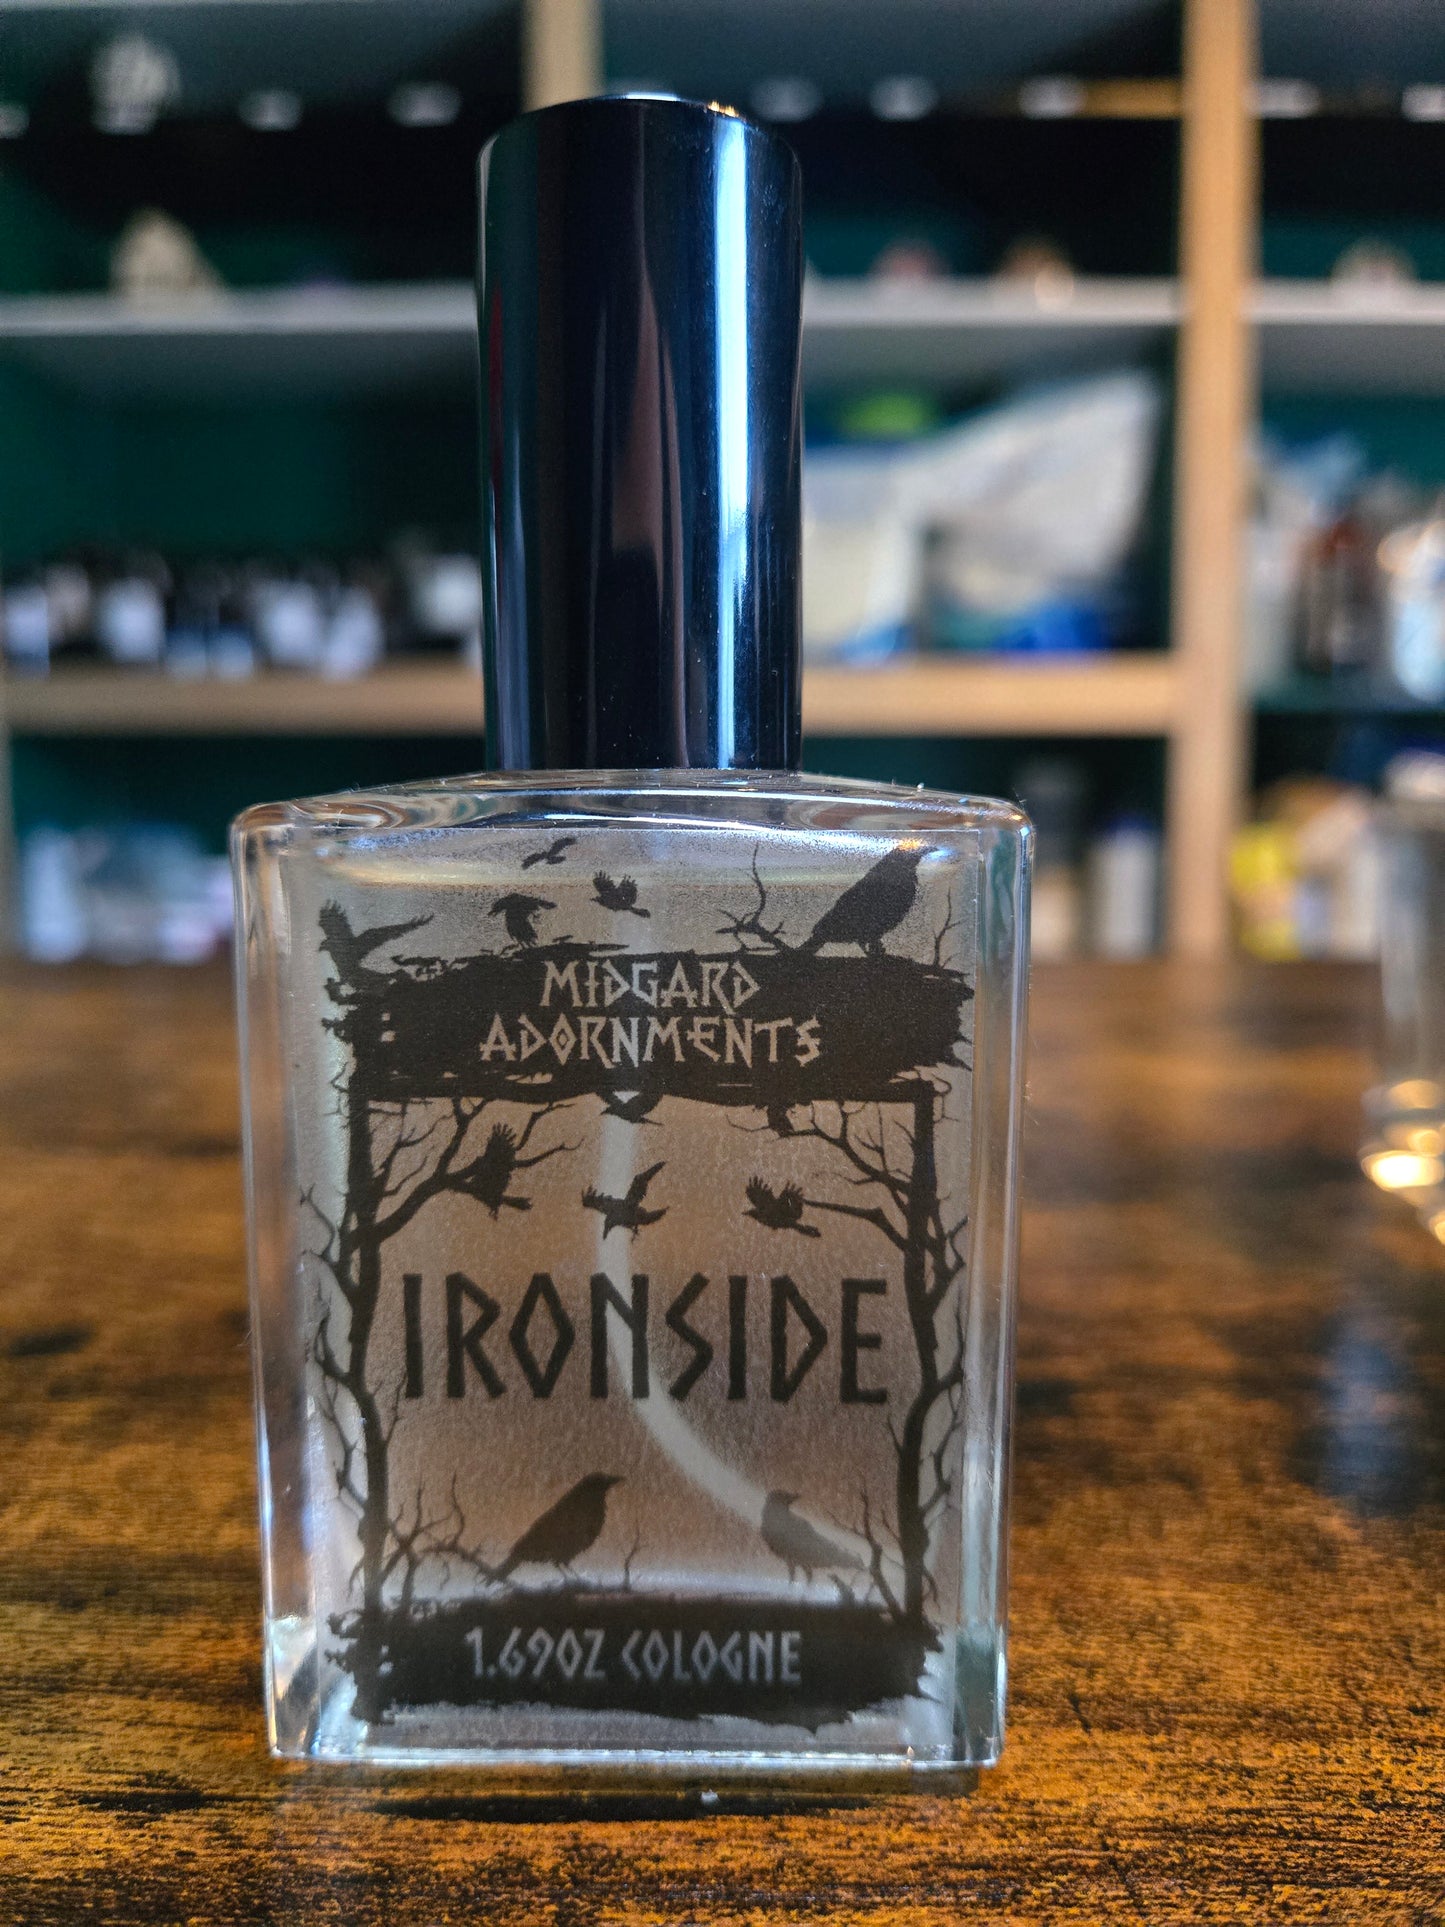 MIDGARD
ADORNMENTS
IRONSIDE
1.69OZ COLOGNE